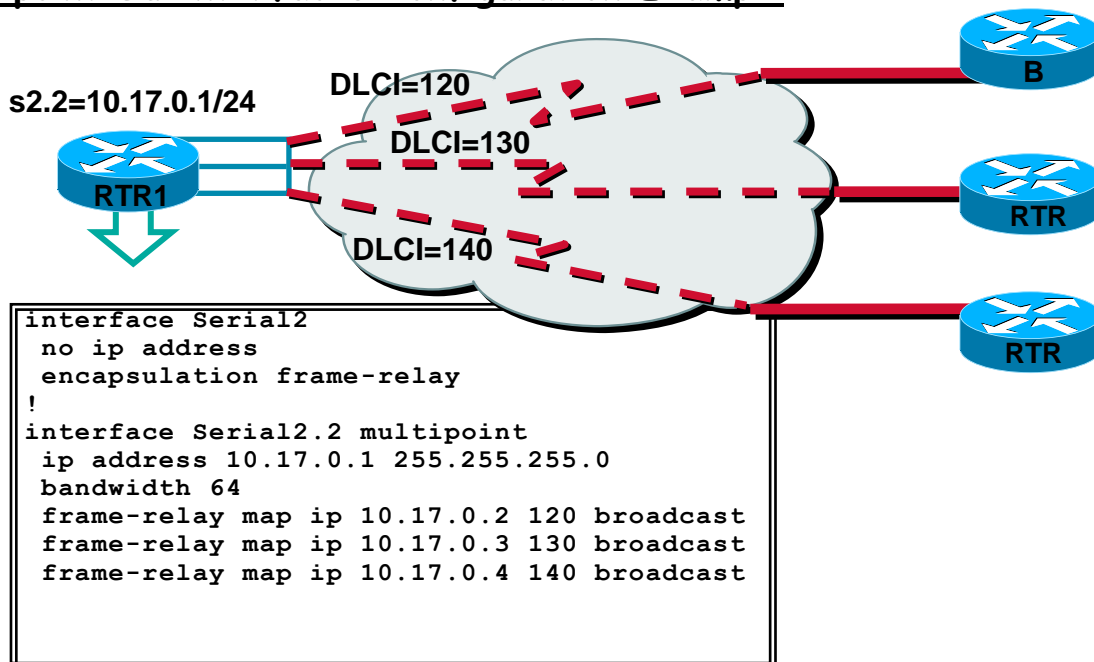 DLCI=120
B
s2.2=10.17.0.1/24
DLCI=130
RTR1
RTR
DLCI=140
RTR
interface Serial2
no ip address
encapsulation frame-relay
!
interface Serial2.2 multipoint
ip address 10.17.0.1 255.255.255.0
bandwidth 64
frame-relay map ip 10.17.0.2 120 broadcast
frame-relay map ip 10.17.0.3 130 broadcast
frame-relay map ip 10.17.0.4 140 broadcast